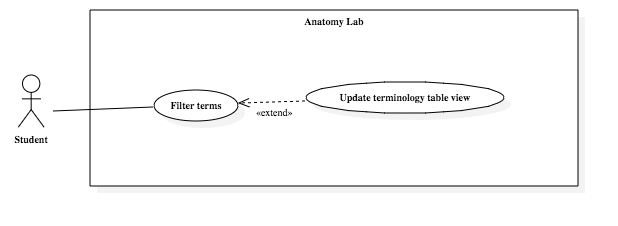 Anatomy Lab
Filter terms
Update terminology table view
«extend»
Student